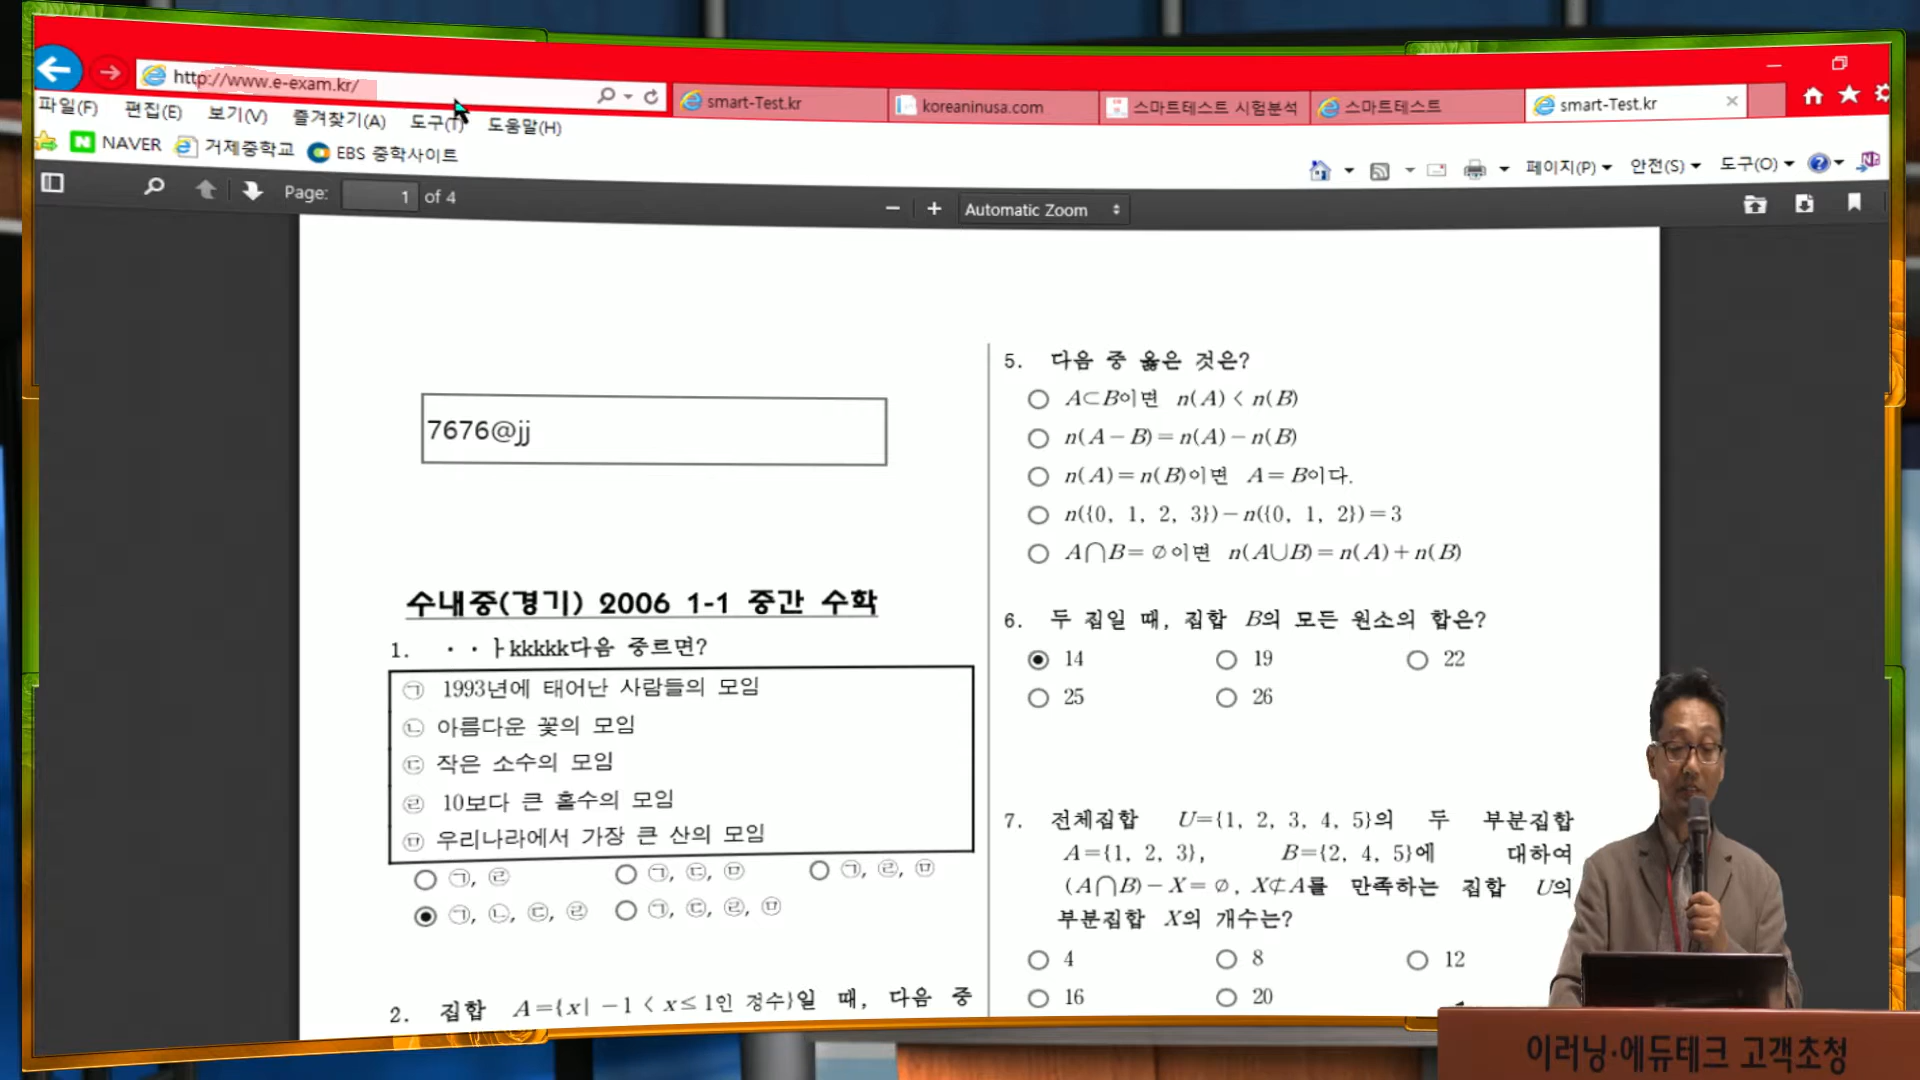 http://www.e-exam.kr/
smart-Test.kr
koreaninusa.com
스마트테스트 시험분석
스마트테스트
smart-Test.kr
파일(F) 편집(E) 보기(V) 즐겨찾기(A) 도구(T) 도움말(H)
NAVER 거제중학교 EBS 중학사이트
페이지(P) 안전(S) 도구(O)
Page: 1 of 4
Automatic Zoom
7676@jj
수내중(경기) 2006 1-1 중간 수학
1. ··ㅏkkkkk다음 중르면?
㉠ 1993년에 태어난 사람들의 모임
㉡ 아름다운 꽃의 모임
㉢ 작은 소수의 모임
㉣ 10보다 큰 홀수의 모임
㉤ 우리나라에서 가장 큰 산의 모임
㉠, ㉣ ㉠, ㉢, ㉤ ㉠, ㉣, ㉤
㉠, ㉡, ㉢, ㉣ ㉠, ㉢, ㉣, ㉤
2. 집합 A={x| −1 < x≤ 1인 정수}일 때, 다음 중
5. 다음 중 옳은 것은?
A⊂B이면 n(A) < n(B)
n(A−B)=n(A)−n(B)
n(A)=n(B)이면 A=B이다.
n({0, 1, 2, 3})−n({0, 1, 2})=3
A∩B=∅이면 n(A∪B)=n(A)+n(B)
6. 두 집일 때, 집합 B의 모든 원소의 합은?
14 19 22
25 26
7. 전체집합 U={1, 2, 3, 4, 5}의 두 부분집합
A={1, 2, 3}, B={2, 4, 5}에 대하여
(A∩B)−X=∅, X⊄A를 만족하는 집합 U의
부분집합 X의 개수는?
4 8 12
16 20
이러닝·에듀테크 고객초청